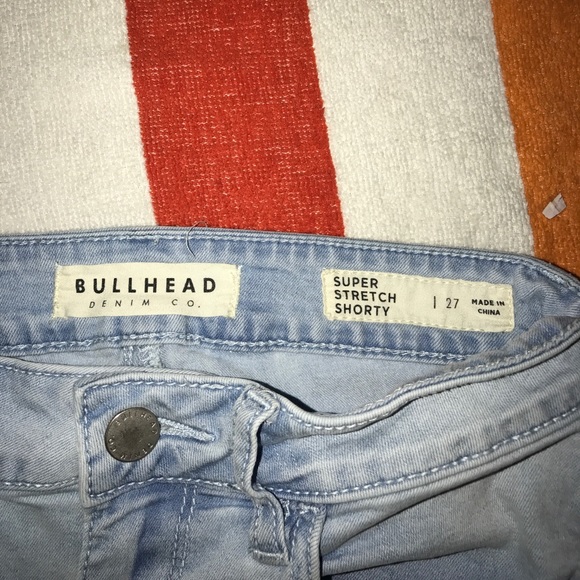 BULLHEAD
DENIM CO.
SUPER
STRETCH
SHORTY
| 27
MADE IN
CHINA